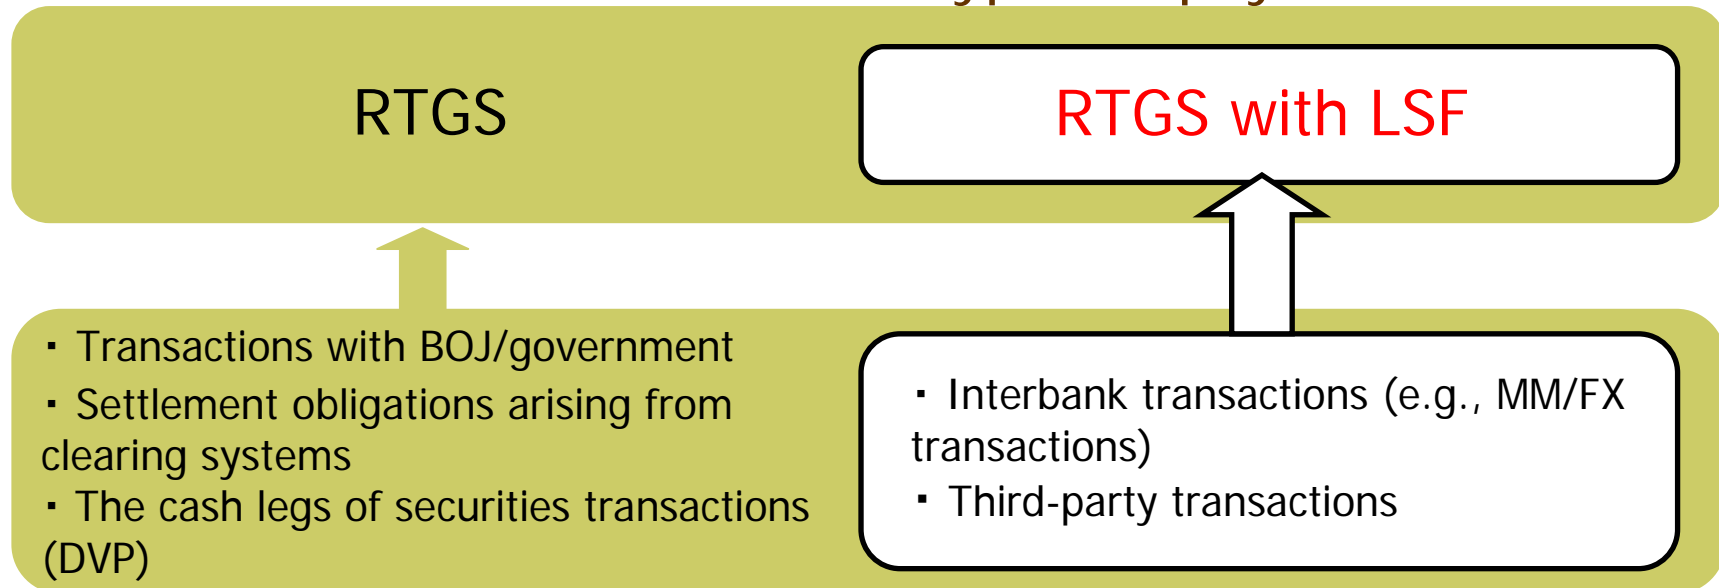 RTGS
RTGS with LSF
▪ Transactions with BOJ/government
▪ Settlement obligations arising from
clearing systems
▪ The cash legs of securities transactions
(DVP)
▪ Interbank transactions (e.g., MM/FX
transactions)
▪ Third-party transactions